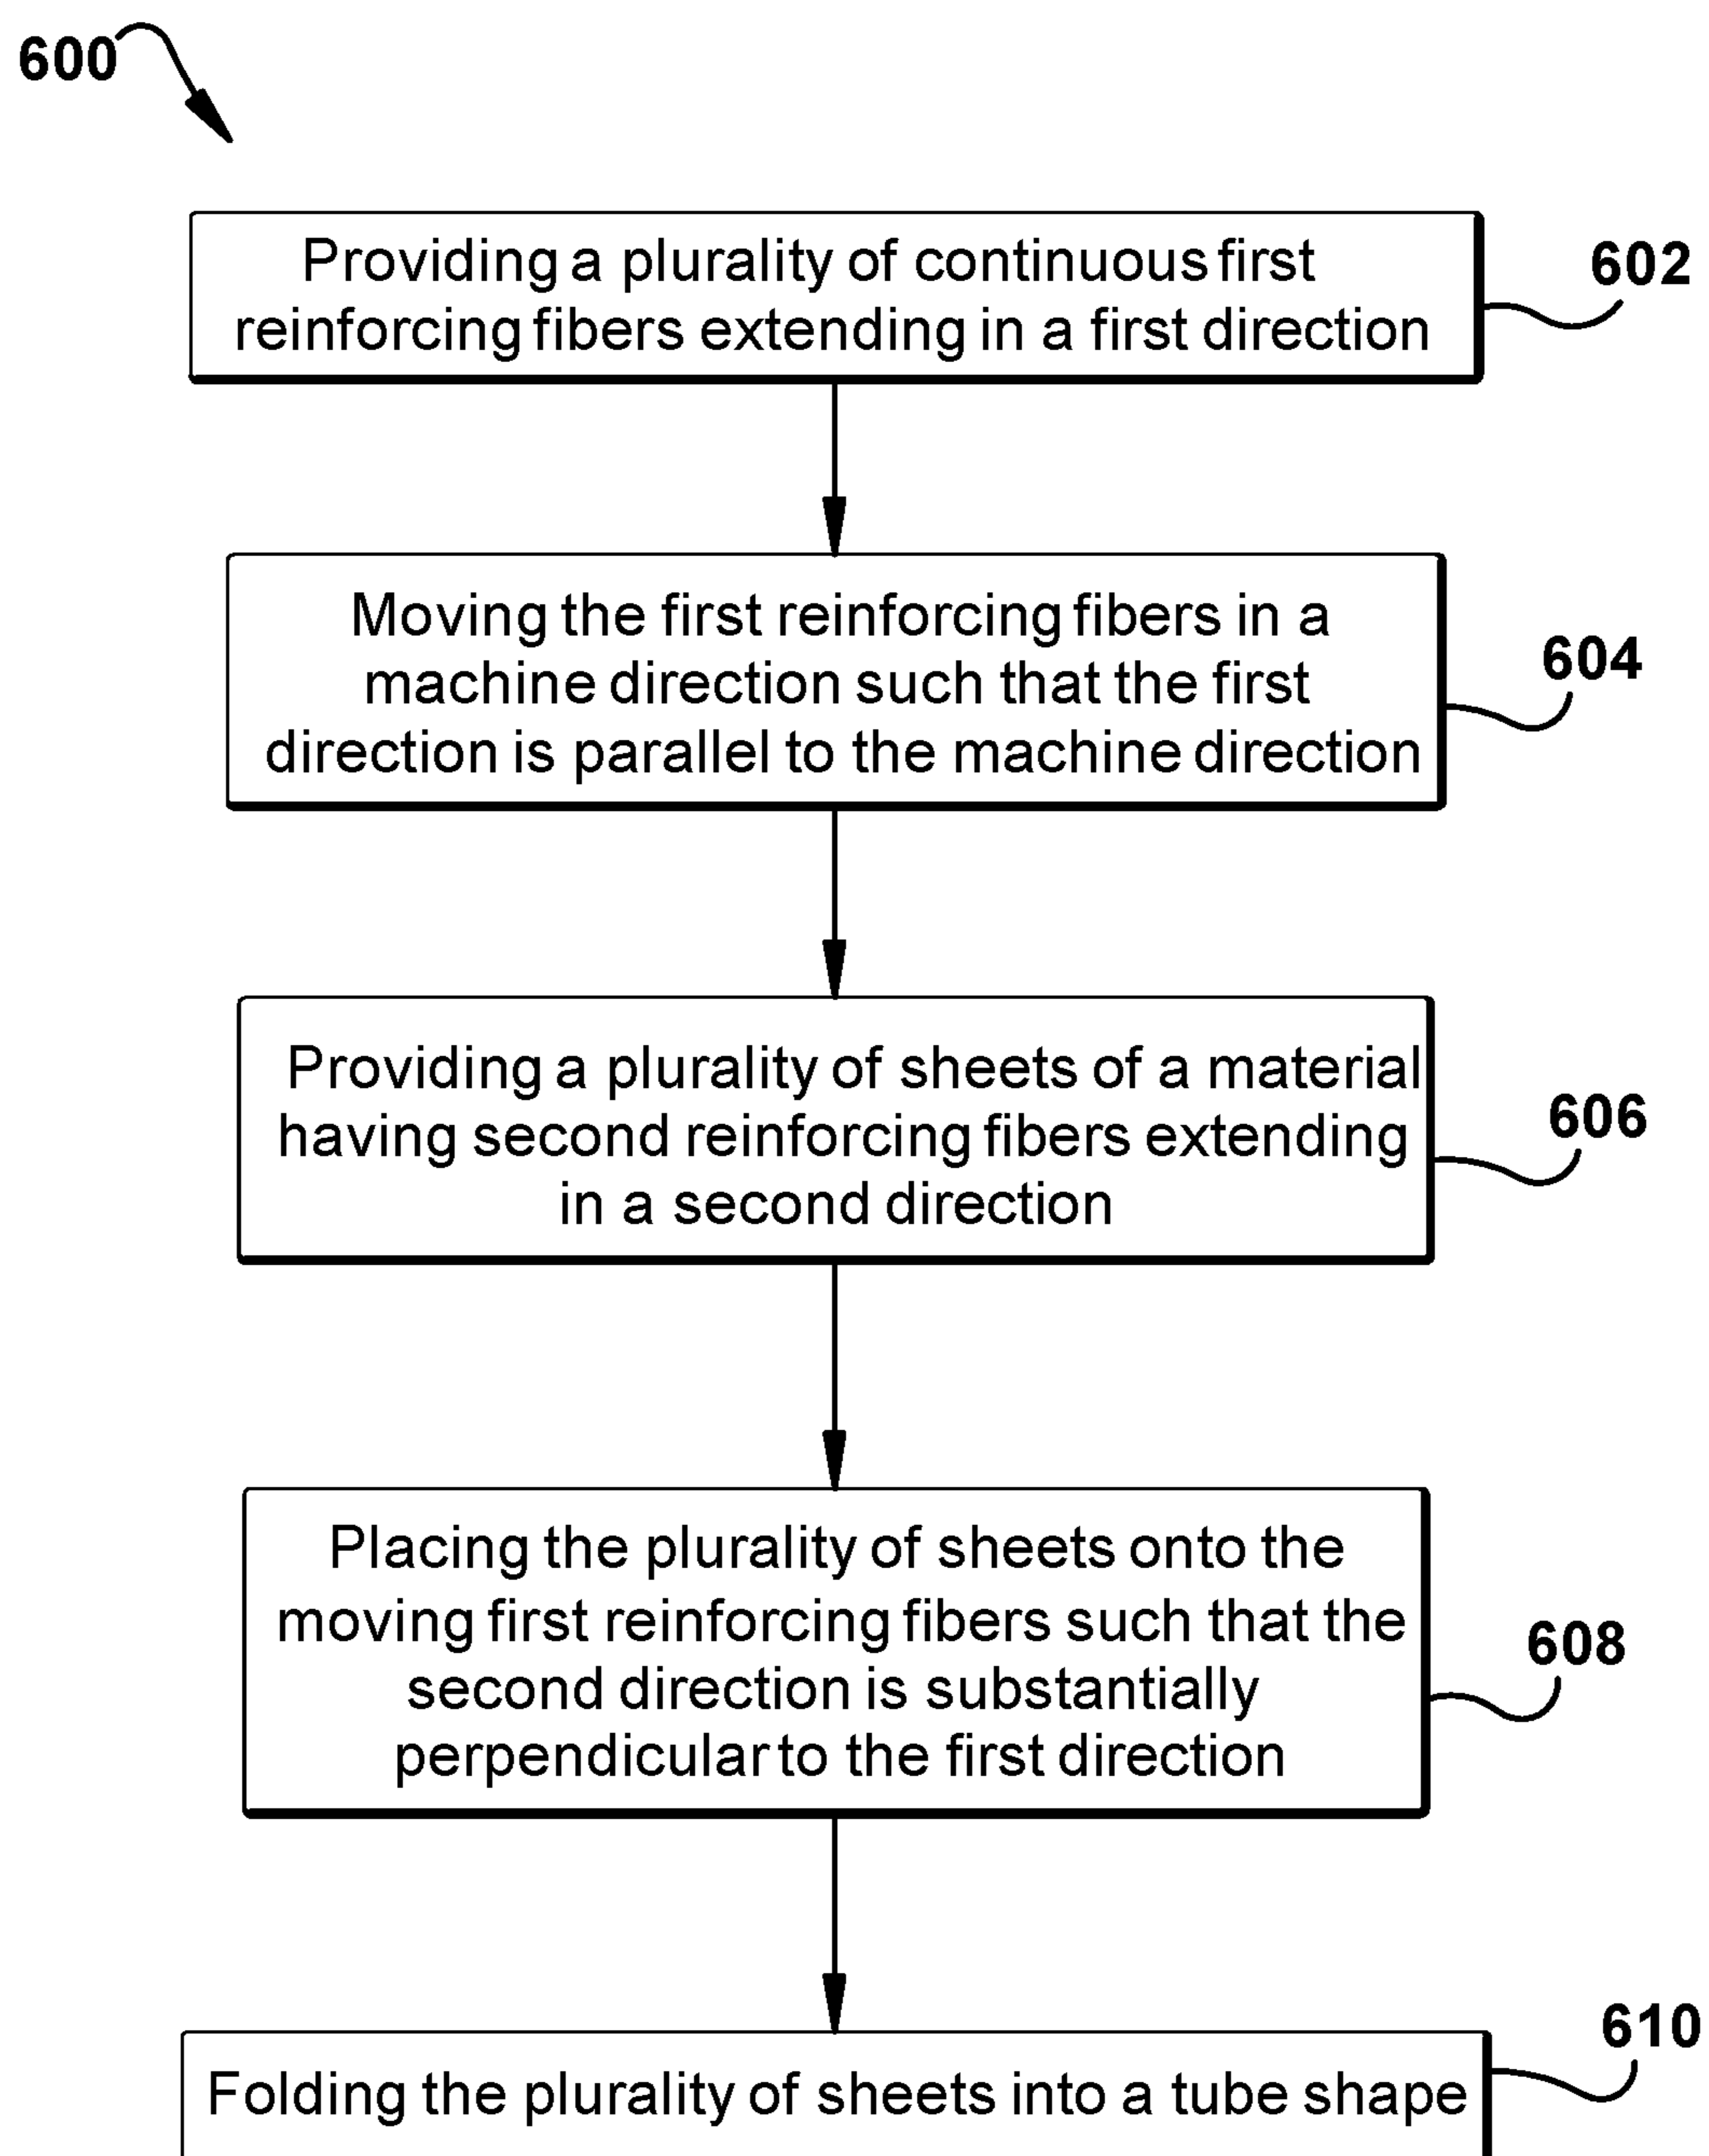 600
Providing a plurality of continuous first
reinforcing fibers extending in a first direction
602
Moving the first reinforcing fibers in a
machine direction such that the first
direction is parallel to the machine direction
604
Providing a plurality of sheets of a material
having second reinforcing fibers extending
in a second direction
606
Placing the plurality of sheets onto the
moving first reinforcing fibers such that the
second direction is substantially
perpendicular to the first direction
608
Folding the plurality of sheets into a tube shape
610